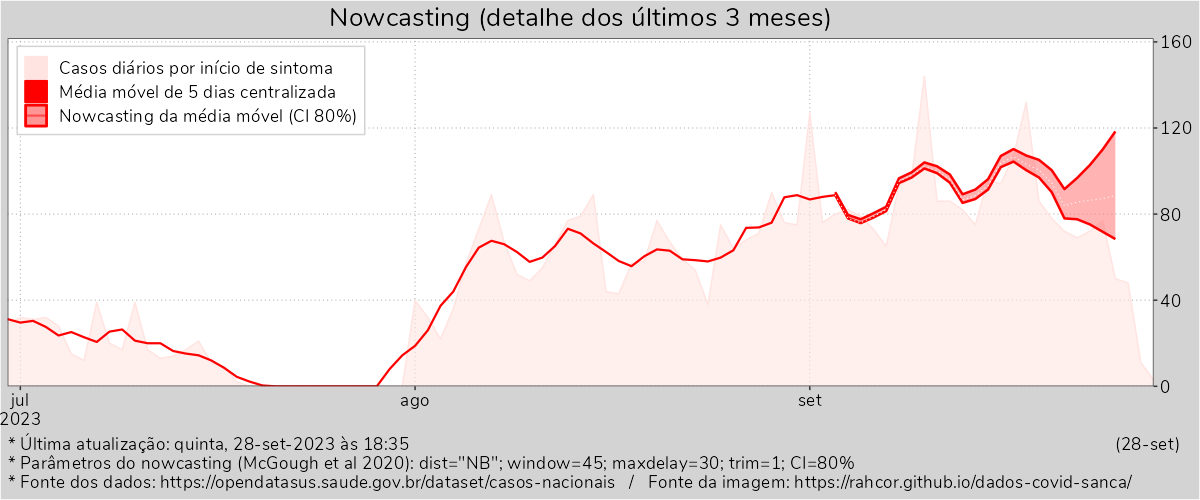 Nowcasting (detalhe dos últimos 3 meses)
Casos diários por início de sintoma
Média móvel de 5 dias centralizada
Nowcasting da média móvel (CI 80%)
160
120
80
40
0
jul
2023
ago
set
* Última atualização: quinta, 28-set-2023 às 18:35
(28-set)
* Parâmetros do nowcasting (McGough et al 2020): dist="NB"; window=45; maxdelay=30; trim=1; CI=80%
* Fonte dos dados: https://opendatasus.saude.gov.br/dataset/casos-nacionais / Fonte da imagem: https://rahcor.github.io/dados-covid-sanca/